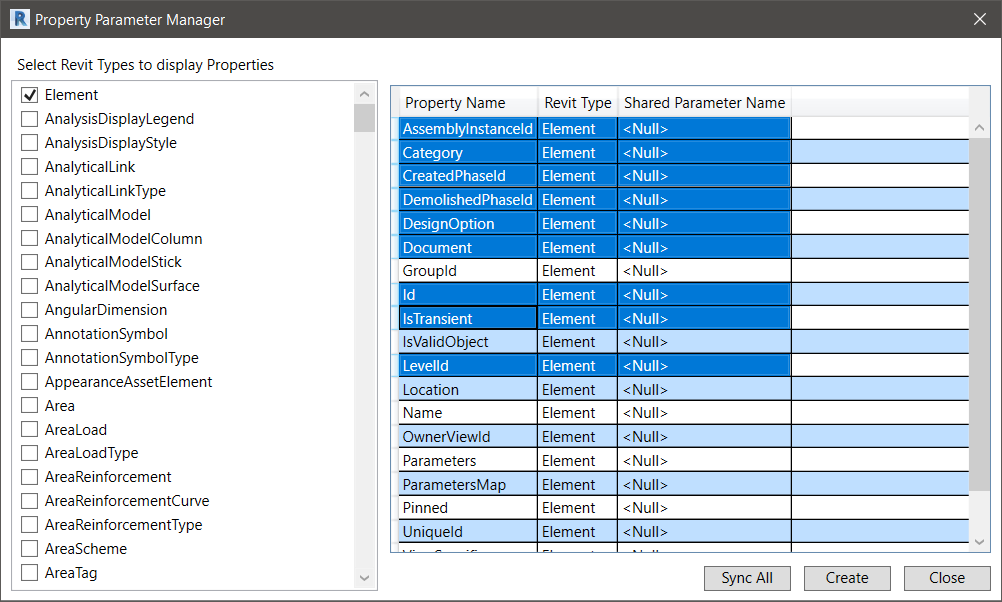 R Property Parameter Manager
Select Revit Types to display Properties
Element
AnalysisDisplayLegend
AnalysisDisplayStyle
AnalyticalLink
AnalyticalLinkType
AnalyticalModel
AnalyticalModelColumn
AnalyticalModelStick
AnalyticalModelSurface
AngularDimension
AnnotationSymbol
AnnotationSymbolType
AppearanceAssetElement
Area
AreaLoad
AreaLoadType
AreaReinforcement
AreaReinforcementCurve
AreaReinforcementType
AreaScheme
AreaTag
Property Name Revit Type Shared Parameter Name
AssemblyInstanceId Element <Null>
Category Element <Null>
CreatedPhaseId Element <Null>
DemolishedPhaseId Element <Null>
DesignOption Element <Null>
Document Element <Null>
GroupId Element <Null>
Id Element <Null>
IsTransient Element <Null>
IsValidObject Element <Null>
LevelId Element <Null>
Location Element <Null>
Name Element <Null>
OwnerViewId Element <Null>
Parameters Element <Null>
ParametersMap Element <Null>
Pinned Element <Null>
UniqueId Element <Null>
Sync All Create Close